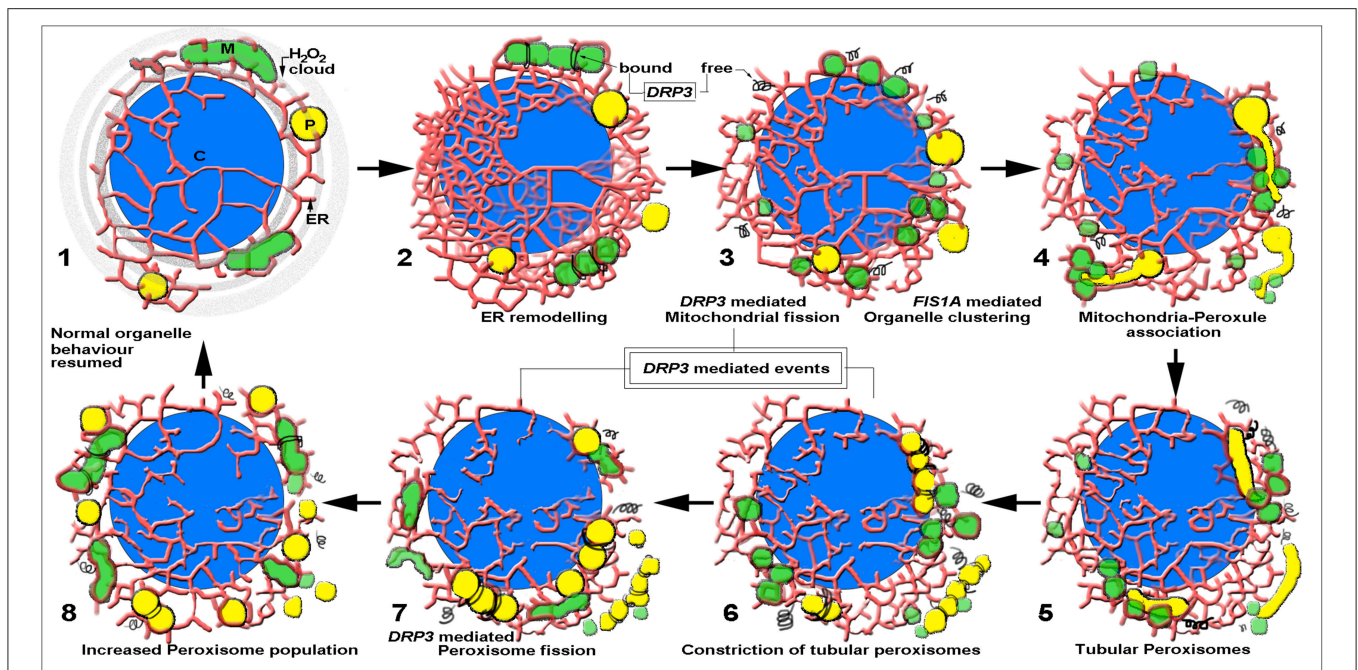 M
H2O2
cloud
P
C
ER
1
2
bound
DRP3
free
ER remodelling
3
DRP3 mediated
Mitochondrial fission
FIS1A mediated
Organelle clustering
4
Mitochondria-Peroxule
association
Normal organelle
behaviour
resumed
DRP3 mediated events
8
Increased Peroxisome population
7
DRP3 mediated
Peroxisome fission
6
Constriction of tubular peroxisomes
5
Tubular Peroxisomes